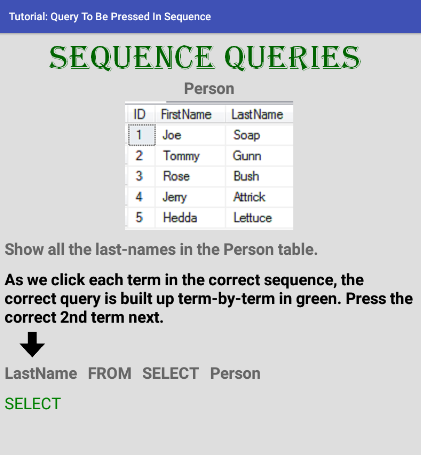 Tutorial: Query To Be Pressed In Sequence
SEQUENCE QUERIES
Person
ID FirstName LastName
1 Joe Soap
2 Tommy Gunn
3 Rose Bush
4 Jerry Attrick
5 Hedda Lettuce
Show all the last-names in the Person table.
As we click each term in the correct sequence, the
correct query is built up term-by-term in green. Press the
correct 2nd term next.
LastName FROM SELECT Person
SELECT